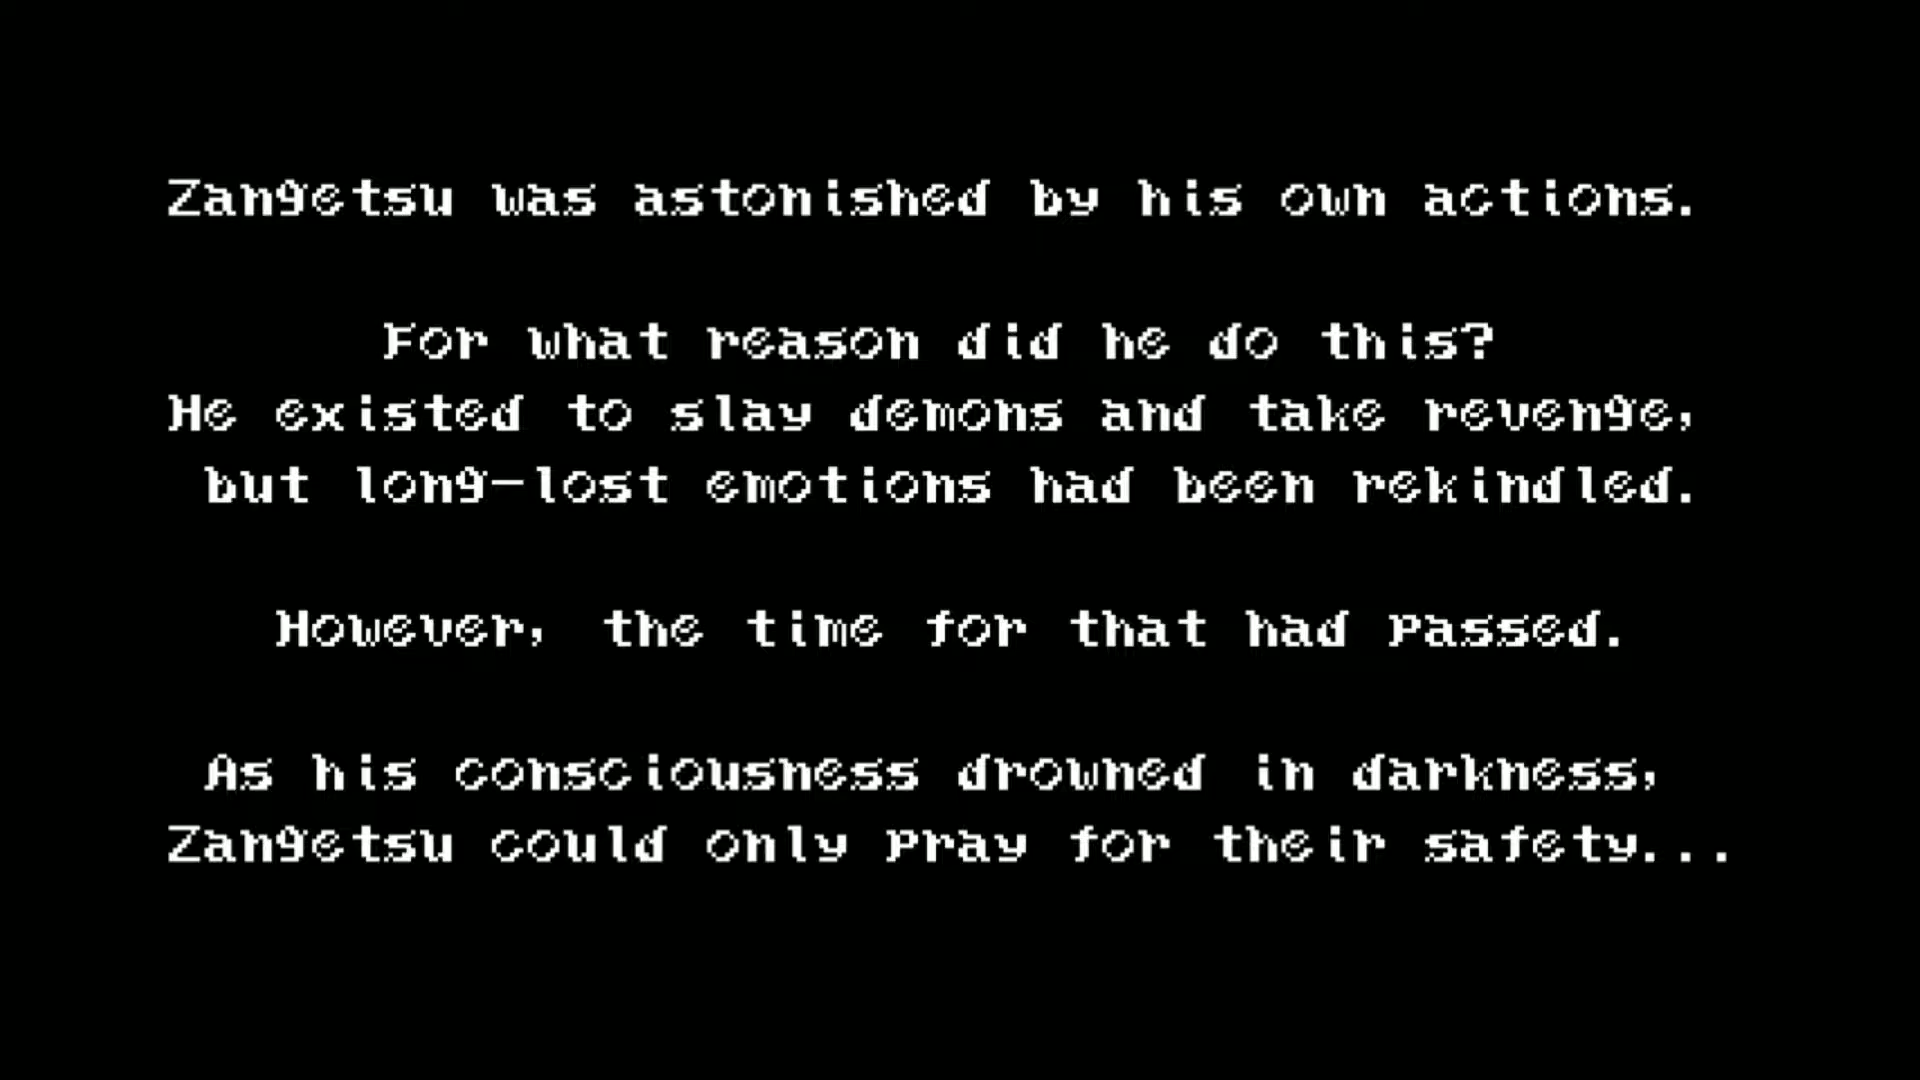 Zangetsu was astonished by his own actions.
For what reason did he do this?
He existed to slay demons and take revenge,
but long-lost emotions had been rekindled.
However, the time for that had passed.
As his consciousness drowned in darkness,
Zangetsu could only pray for their safety...